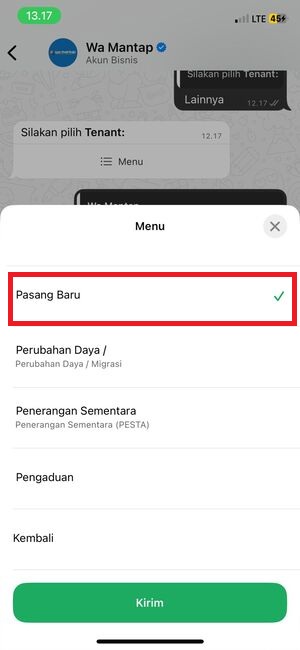 13.17
LTE 45
Wa Mantap
Akun Bisnis
Silakan pilih Tenant:
Lainnya
12.17
Silakan pilih Tenant:
12.17
Menu
Wa Mantap
Menu
Pasang Baru
Perubahan Daya /
Perubahan Daya / Migrasi
Penerangan Sementara
Penerangan Sementara (PESTA)
Pengaduan
Kembali
Kirim